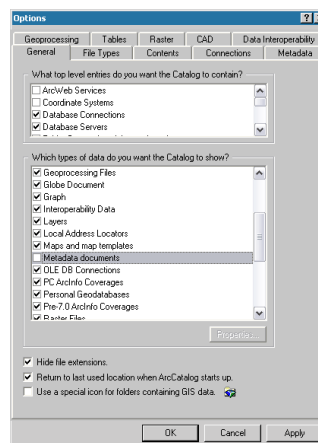 Options
Geoprocessing Tables Raster CAD Data Interoperability
General File Types Contents Connections Metadata
What top level entries do you want the Catalog to contain?
ArcWeb Services
Coordinate Systems
Database Connections
Database Servers
Which types of data do you want the Catalog to show?
Geoprocessing Files
Globe Document
Graph
Interoperability Data
Layers
Local Address Locators
Maps and map templates
Metadata documents
OLE DB Connections
PC ArcInfo Coverages
Personal Geodatabases
Pre-7.0 ArcInfo Coverages
Raster Files
Properties...
Hide file extensions.
Return to last used location when ArcCatalog starts up.
Use a special icon for folders containing GIS data.
OK Cancel Apply